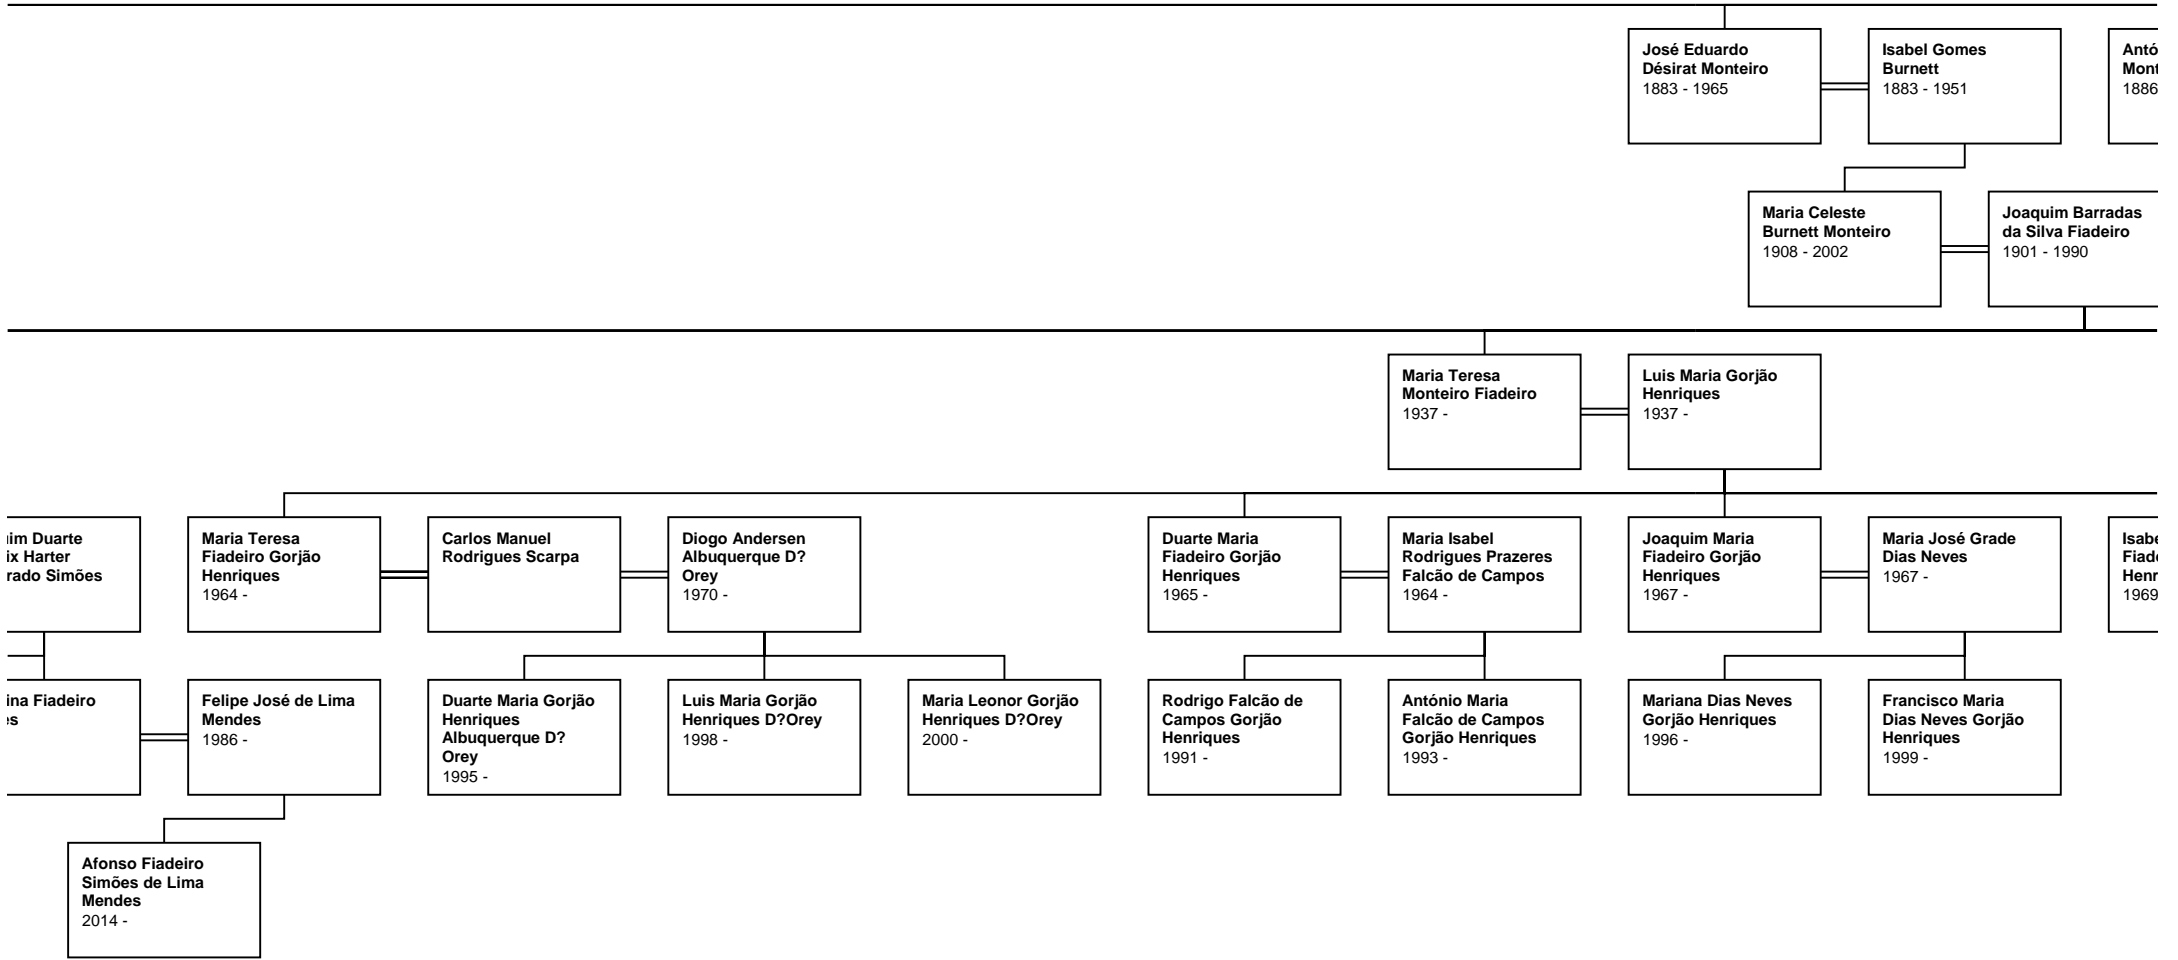 José Eduardo
Désirat Monteiro
1883 - 1965
Isabel Gomes
Burnett
1883 - 1951
1886
Maria Celeste
Burnett Monteiro
1908 - 2002
Joaquim Barradas
da Silva Fiadeiro
1901 - 1990
Maria Teresa
Monteiro Fiadeiro
1937 -
Luis Maria Gorjão
Henriques
1937 -
Duarte
Harter
Simões
Maria Teresa
Fiadeiro Gorjão
Henriques
1964 -
Carlos Manuel
Rodrigues Scarpa
Diogo Andersen
Albuquerque D?
Orey
1970 -
Duarte Maria
Fiadeiro Gorjão
Henriques
1965 -
Maria Isabel
Rodrigues Prazeres
Falcão de Campos
1964 -
Joaquim Maria
Fiadeiro Gorjão
Henriques
1967 -
Maria José Grade
Dias Neves
1967 -
1969
Fiadeiro
Felipe José de Lima
Mendes
1986 -
Duarte Maria Gorjão
Henriques
Albuquerque D?
Orey
1995 -
Luis Maria Gorjão
Henriques D?Orey
1998 -
Maria Leonor Gorjão
Henriques D?Orey
2000 -
Rodrigo Falcão de
Campos Gorjão
Henriques
1991 -
António Maria
Falcão de Campos
Gorjão Henriques
1993 -
Mariana Dias Neves
Gorjão Henriques
1996 -
Francisco Maria
Dias Neves Gorjão
Henriques
1999 -
Afonso Fiadeiro
Simões de Lima
Mendes
2014 -